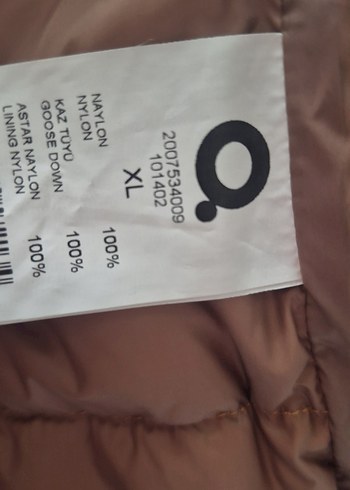 2007534009
101402
XL
NAYLON
NYLON 100%
KAZ TÜYÜ
GOOSE DOWN 100%
ASTAR NAYLON
LINING NYLON 100%